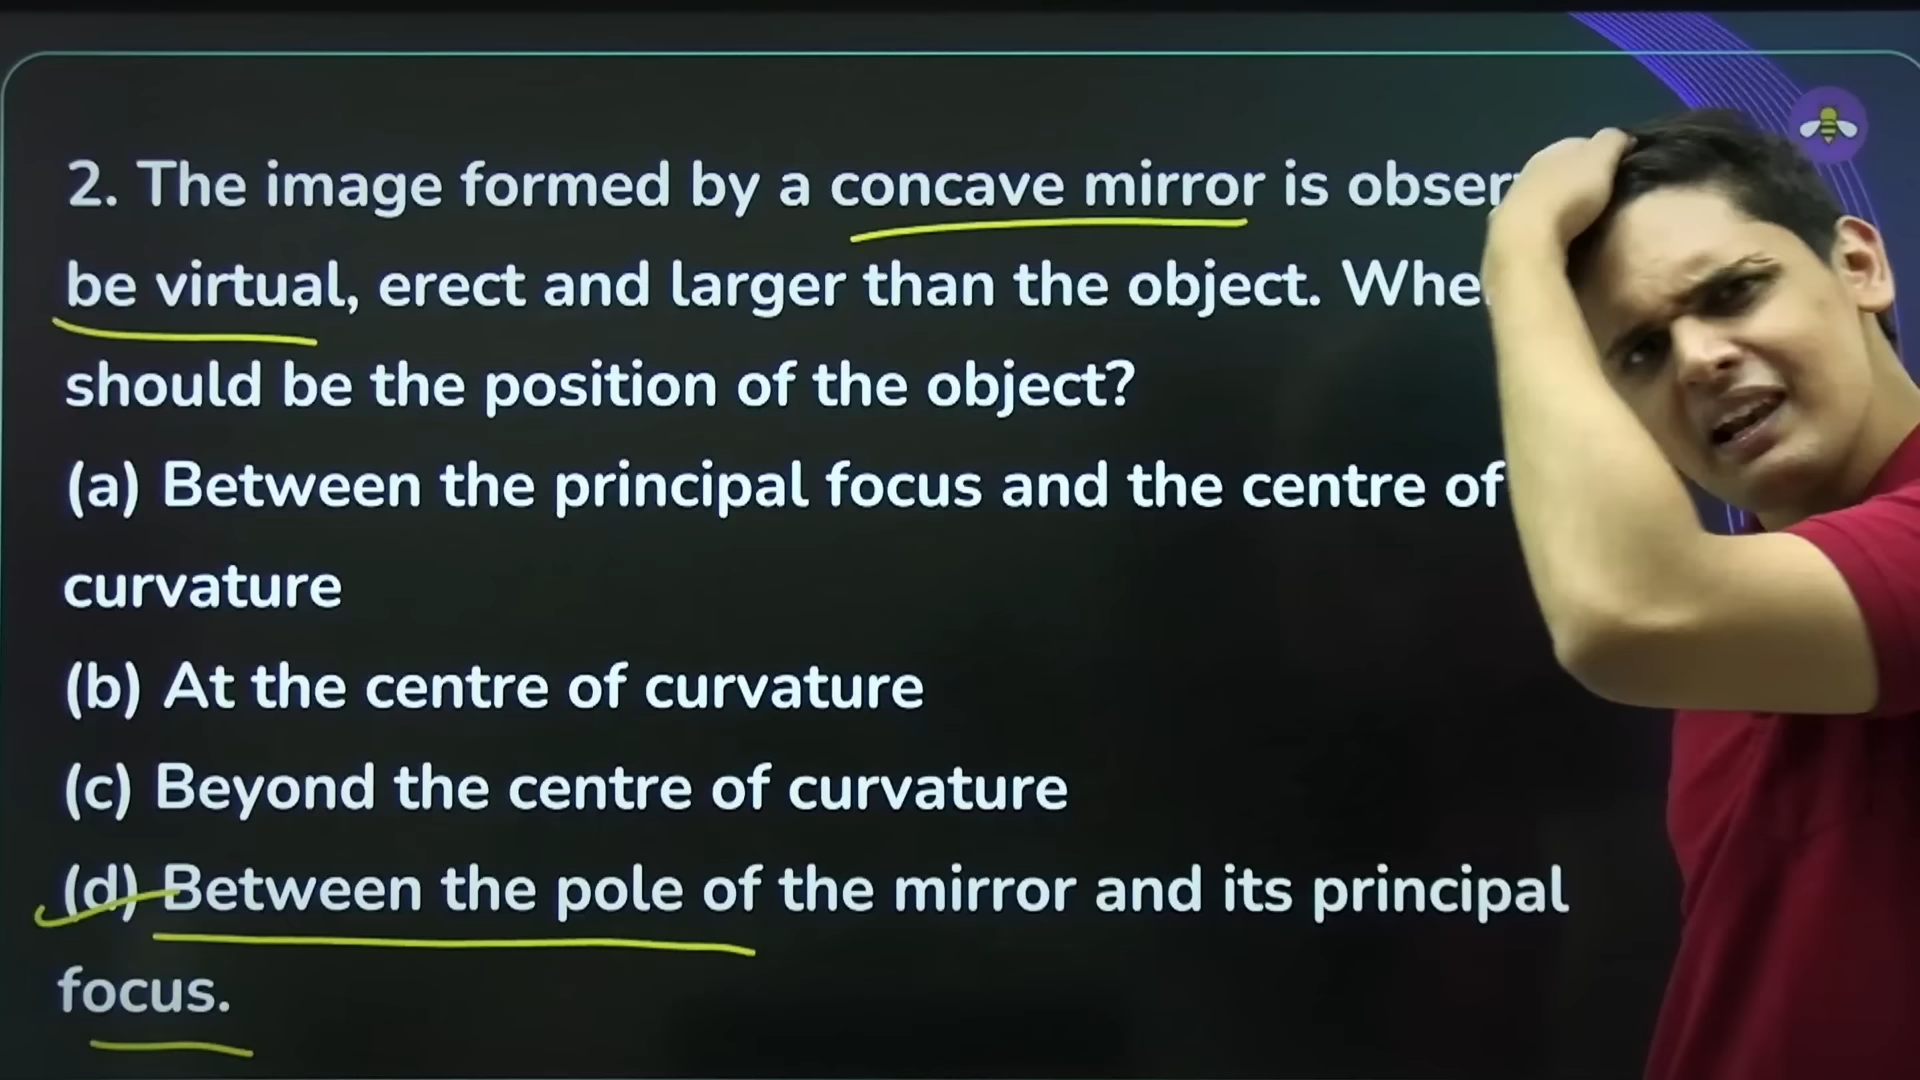 2. The image formed by a concave mirror is
be virtual, erect and larger than the object.
should be the position of the object?
(a) Between the principal focus and the centre of
curvature
(b) At the centre of curvature
(c) Beyond the centre of curvature
(d) Between the pole of the mirror and its principal
focus.